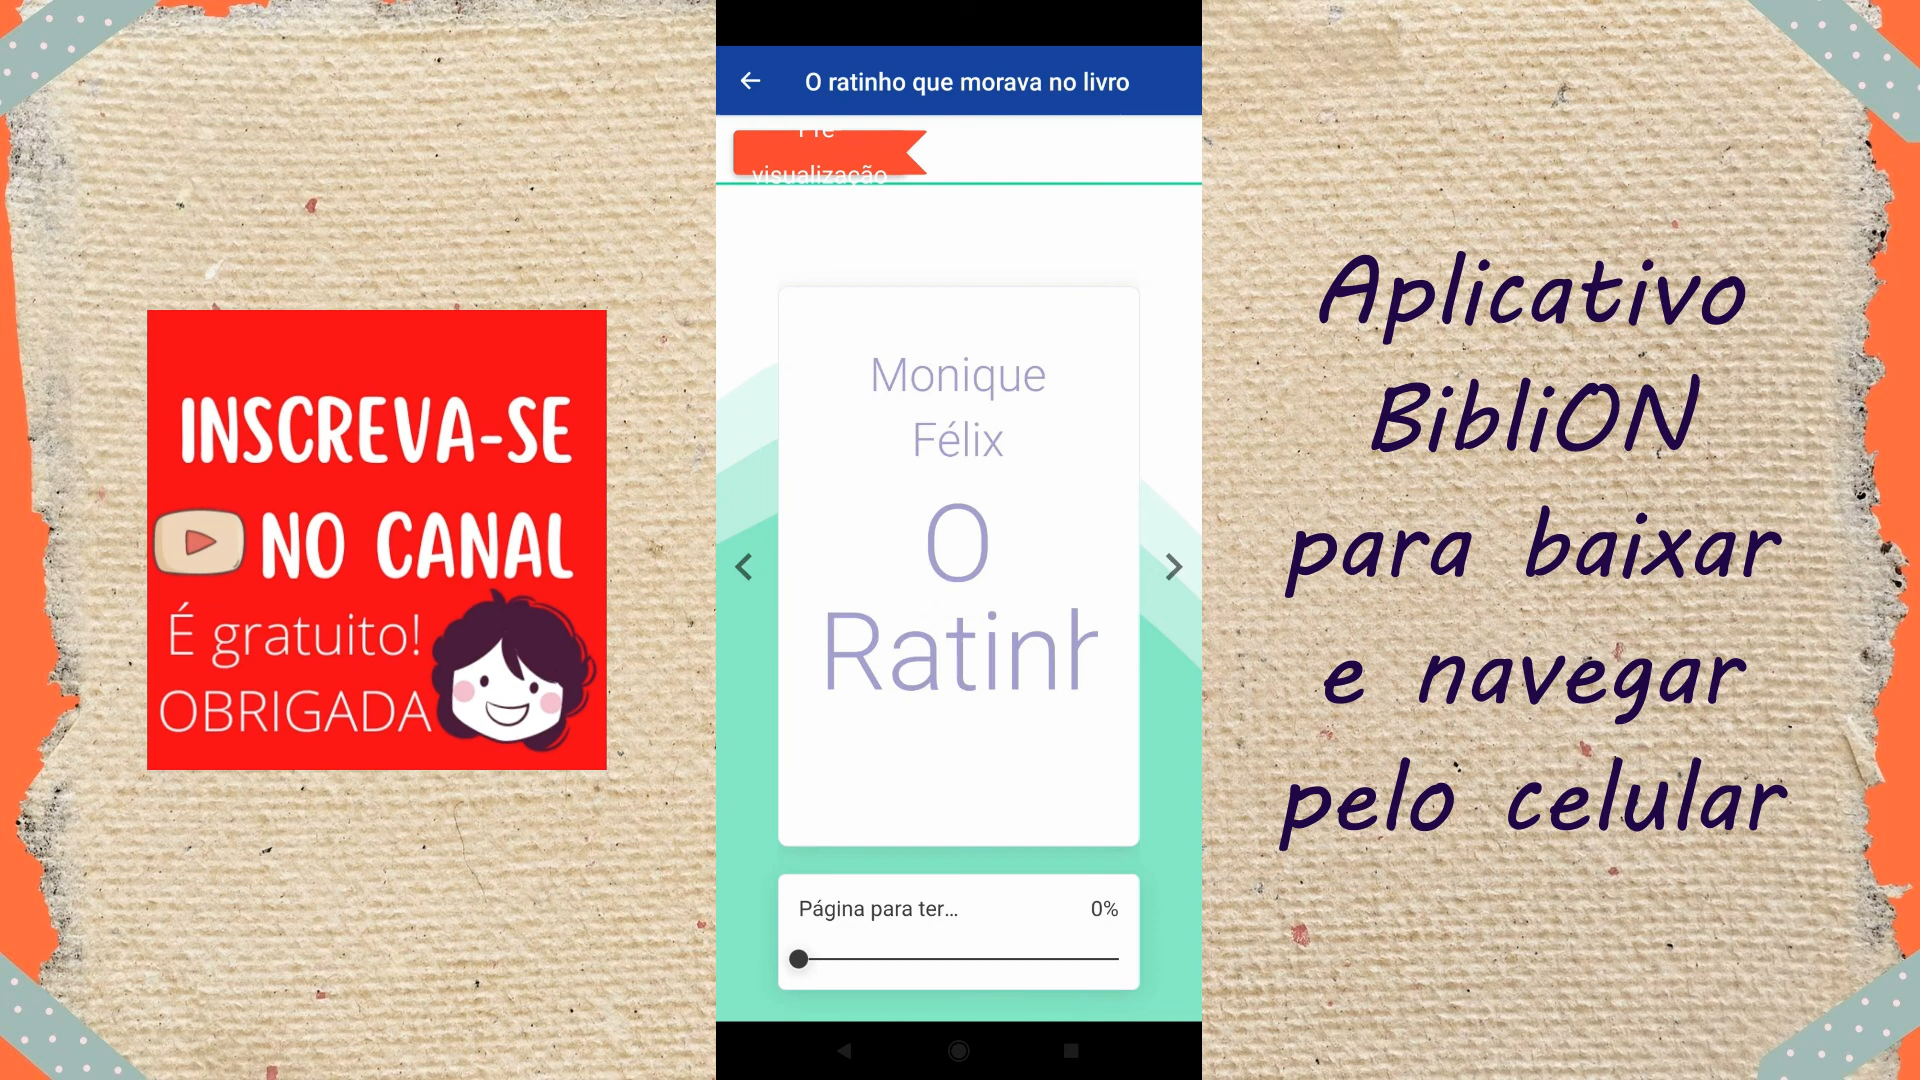 INSCREVA-SE
NO CANAL
É gratuito!
OBRIGADA
O ratinho que morava no livro
visualização
Monique
Félix
O
Ratinh
Página para ter...
0%
Aplicativo
BibliON
para baixar
e navegar
pelo celular